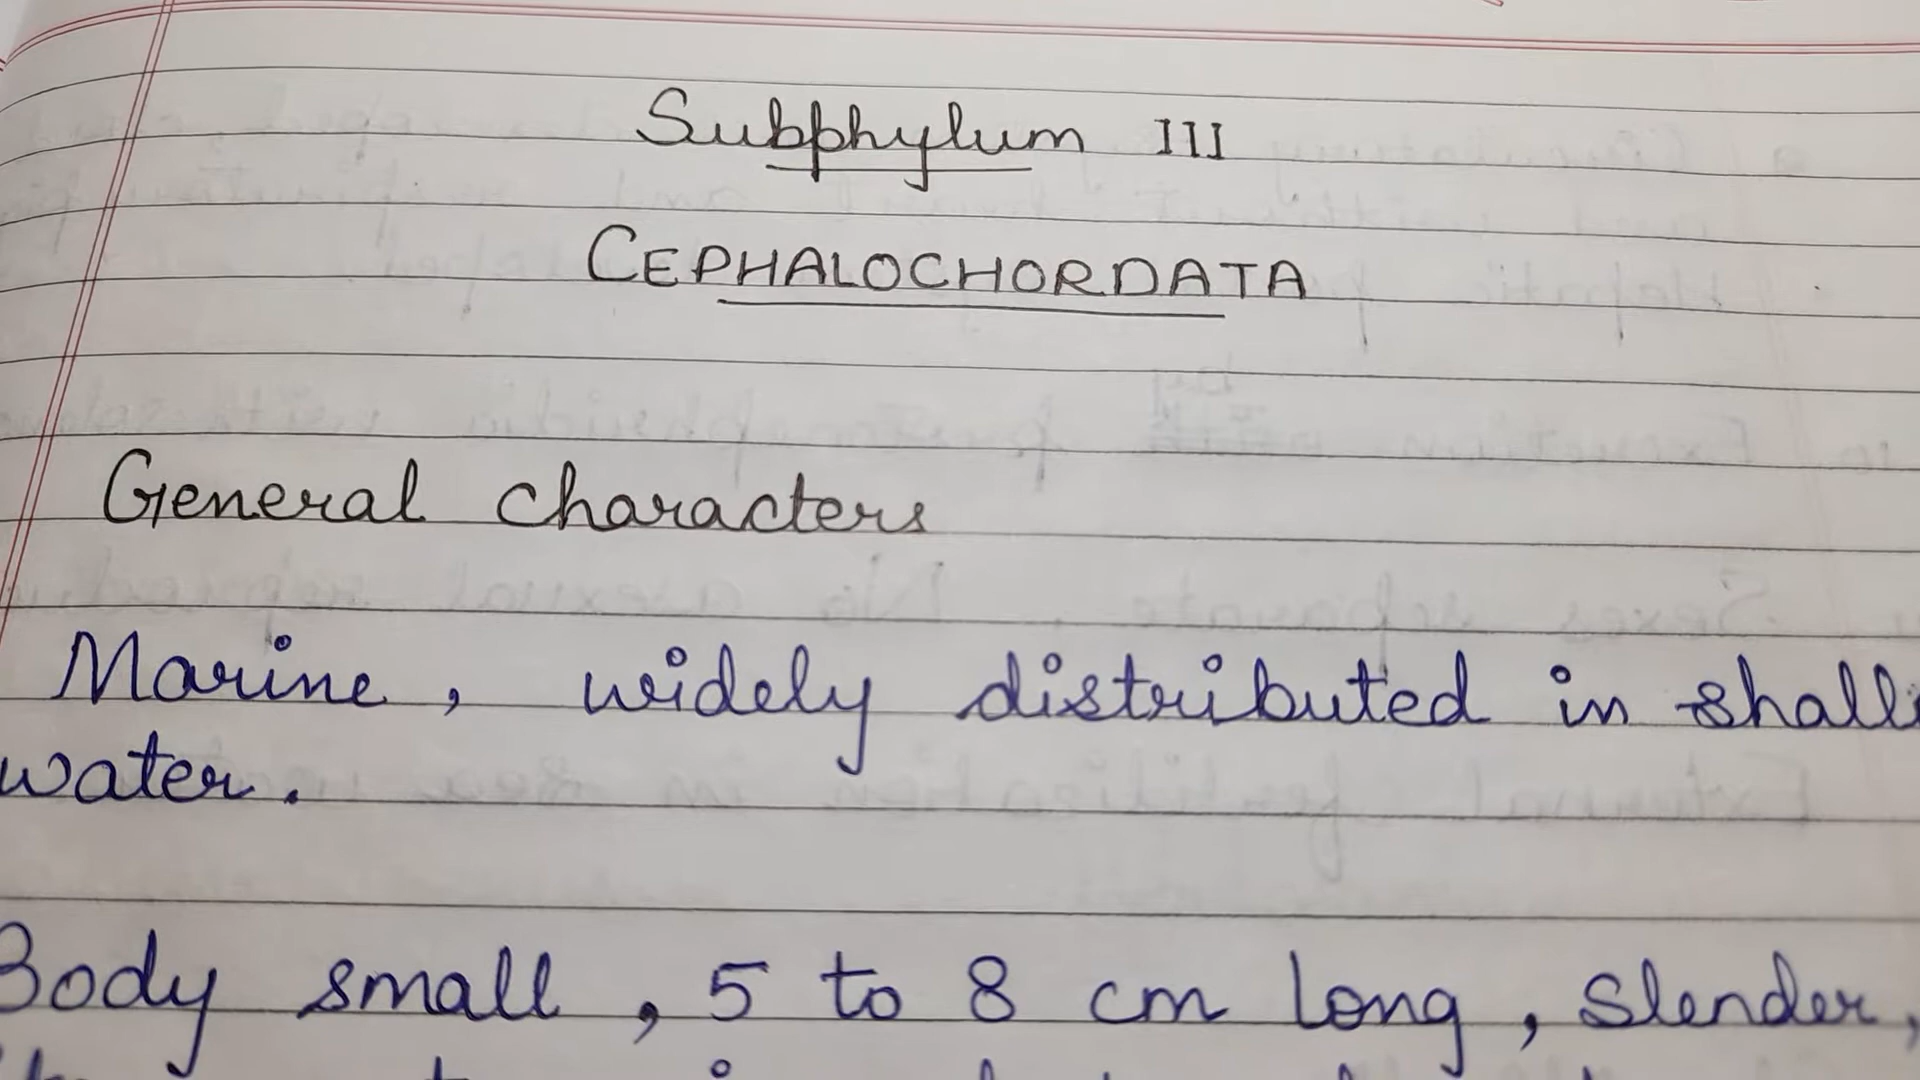 Subphylum III
CEPHALOCHORDATA
General characters
Marine, widely distributed in shall
water.
Body small, 5 to 8 cm long, slender,